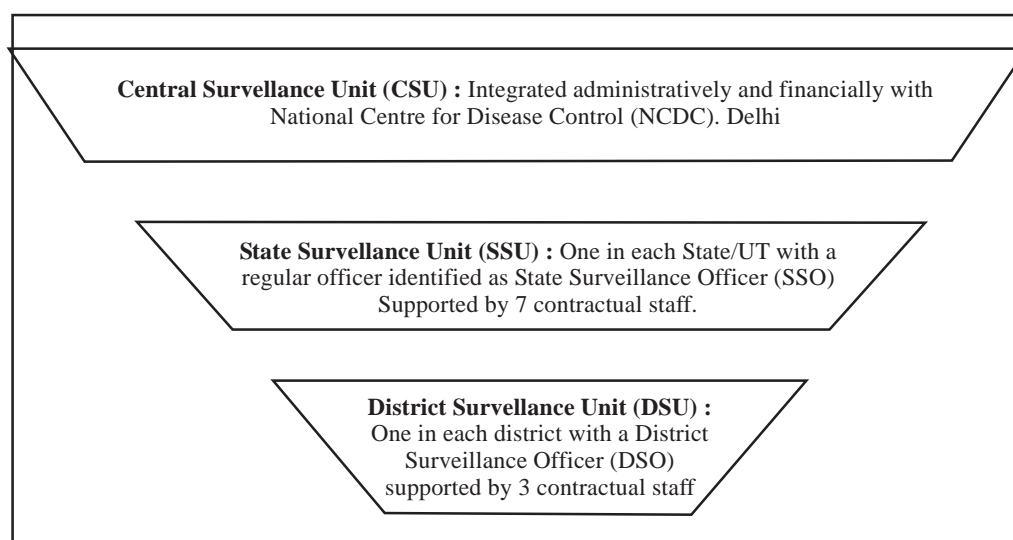 Central Survellance Unit (CSU) : Integrated administratively and financially with
National Centre for Disease Control (NCDC). Delhi
State Survellance Unit (SSU) : One in each State/UT with a
regular officer identified as State Surveillance Officer (SSO)
Supported by 7 contractual staff.
District Survellance Unit (DSU) :
One in each district with a District
Surveillance Officer (DSO)
supported by 3 contractual staff